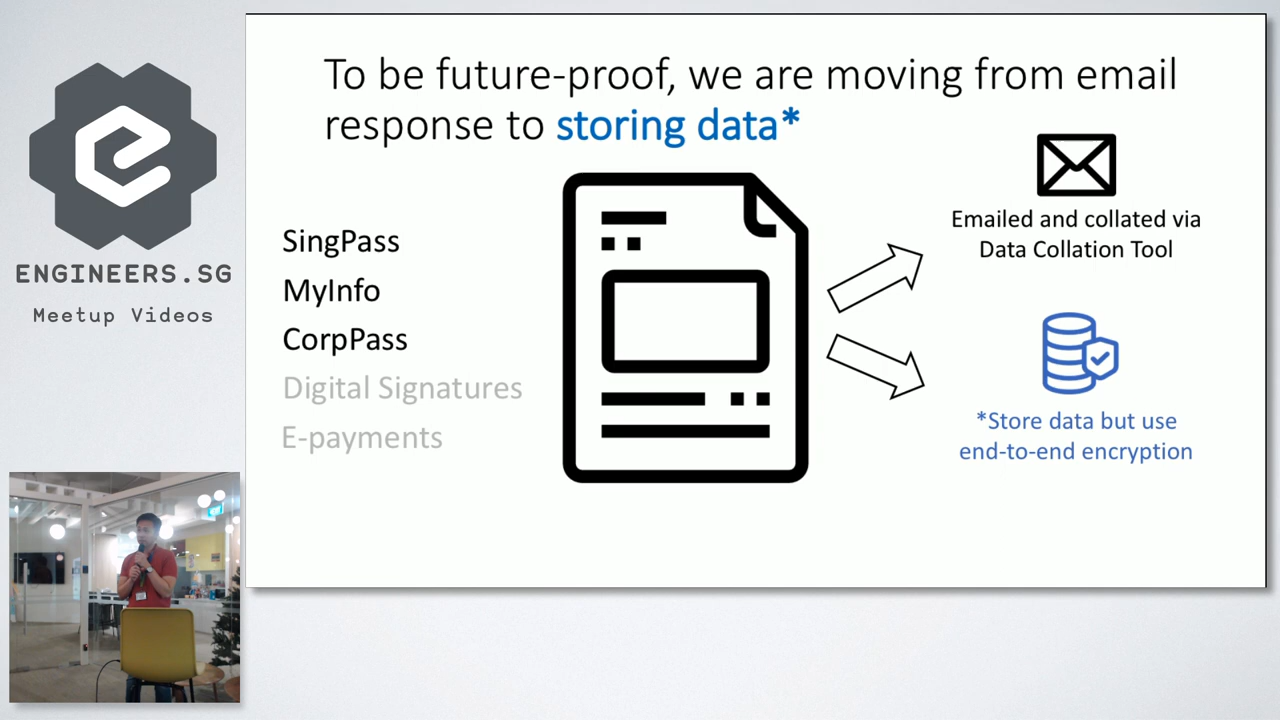 ENGINEERS.SG
Meetup Videos
To be future-proof, we are moving from email
response to storing data*
SingPass
MyInfo
CorpPass
Digital Signatures
E-payments
Emailed and collated via
Data Collation Tool
*Store data but use
end-to-end encryption